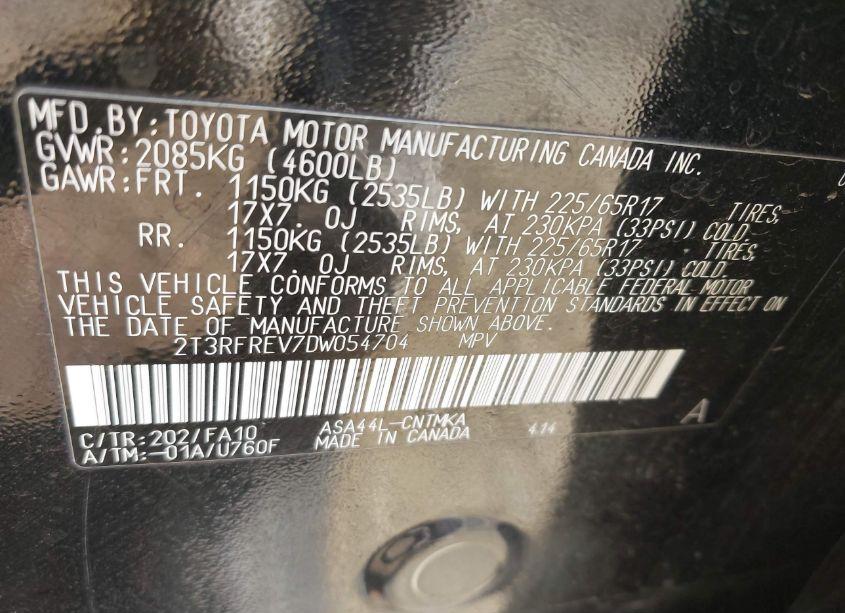 MFD.BY:TOYOTA MOTOR MANUFACTURING CANADA INC.
GVWR:2085KG (4600LB)
GAWR:FRT. 1150KG (2535LB) WITH 225/65R17 TIRES,
17X7.0J RIMS, AT 230KPA (33PSI) COLD.
RR. 1150KG (2535LB) WITH 225/65R17 TIRES,
17X7.0J RIMS, AT 230KPA (33PSI) COLD.
THIS VEHICLE CONFORMS TO ALL APPLICABLE FEDERAL MOTOR
VEHICLE SAFETY AND THEFT PREVENTION STANDARDS IN EFFECT ON
THE DATE OF MANUFACTURE SHOWN ABOVE.
2T3RFREV7DW054704 MPV
C/TR:202/FA10 ASA44L-CNTMKA 4.14 A
A/TM:-01A/U760F MADE IN CANADA